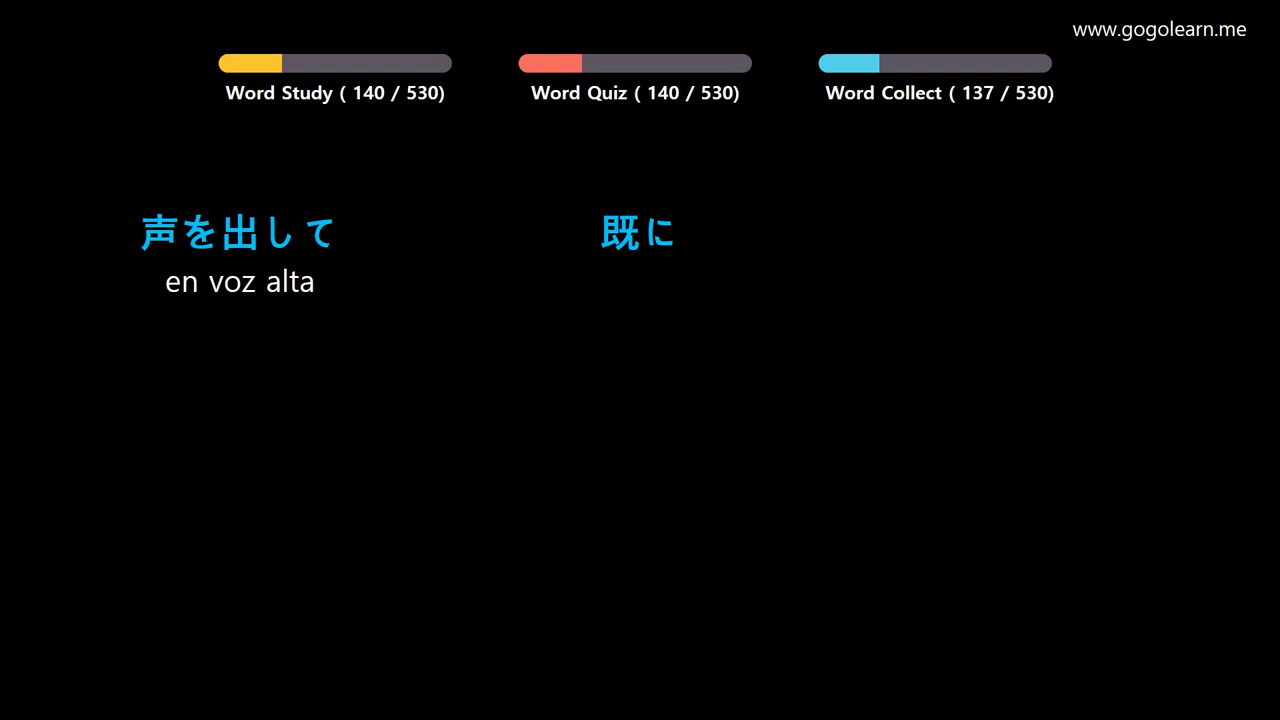 www.gogolearn.me
Word Study ( 140 / 530)
Word Quiz ( 140 / 530)
Word Collect ( 137 / 530)
声を出して
既に
en voz alta